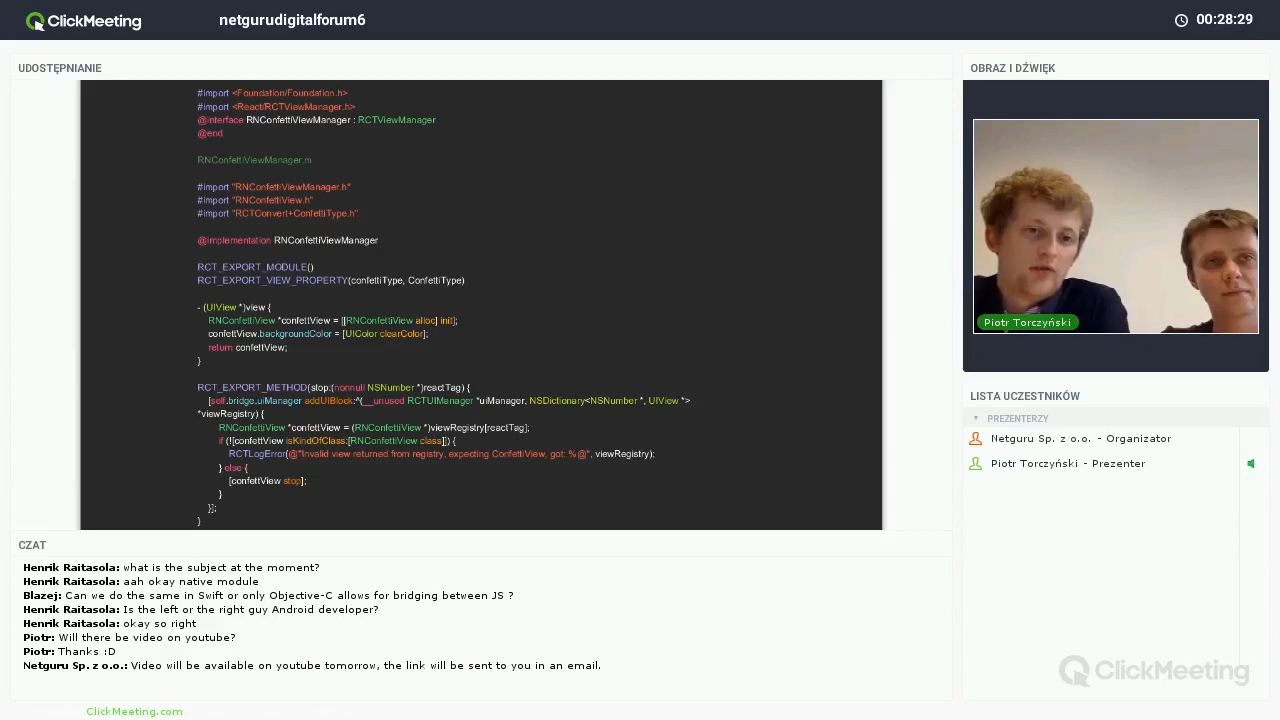 ClickMeeting
netgurudigitalforum6
00:28:29
UDOSTĘPNIANIE
#import <Foundation/Foundation.h>
#import <React/RCTViewManager.h>
@interface RNConfettiViewManager : RCTViewManager
@end
RNConfettiViewManager.m
#import "RNConfettiViewManager.h"
#import "RNConfettiView.h"
#import "RCTConvert+ConfettiType.h"
@implementation RNConfettiViewManager
RCT_EXPORT_MODULE()
RCT_EXPORT_VIEW_PROPERTY(confettiType, ConfettiType)
- (UIView *)view {
RNConfettiView *confettView = [[RNConfettiView alloc] init];
confettView.backgroundColor = [UIColor clearColor];
return confettView;
}
RCT_EXPORT_METHOD(stop:(nonnull NSNumber *)reactTag) {
[self.bridge.uiManager addUIBlock:^(__unused RCTUIManager *uiManager, NSDictionary<NSNumber *, UIView *>
*viewRegistry) {
RNConfettiView *confettView = (RNConfettiView *)viewRegistry[reactTag];
if (![confettView isKindOfClass:[RNConfettiView class]]) {
RCTLogError(@"Invalid view returned from registry, expecting ConfettiView, got: %@", viewRegistry);
} else {
[confettView stop];
}
}];
}
OBRAZ I DŹWIĘK
Piotr Torczyński
LISTA UCZESTNIKÓW
PREZENTERZY
Netguru Sp. z o.o. - Organizator
Piotr Torczyński - Prezenter
CZAT
Henrik Raitasola: what is the subject at the moment?
Henrik Raitasola: aah okay native module
Blazej: Can we do the same in Swift or only Objective-C allows for bridging between JS ?
Henrik Raitasola: Is the left or the right guy Android developer?
Henrik Raitasola: okay so right
Piotr: Will there be video on youtube?
Piotr: Thanks :D
Netguru Sp. z o.o.: Video will be available on youtube tomorrow, the link will be sent to you in an email.
ClickMeeting
ClickMeeting.com